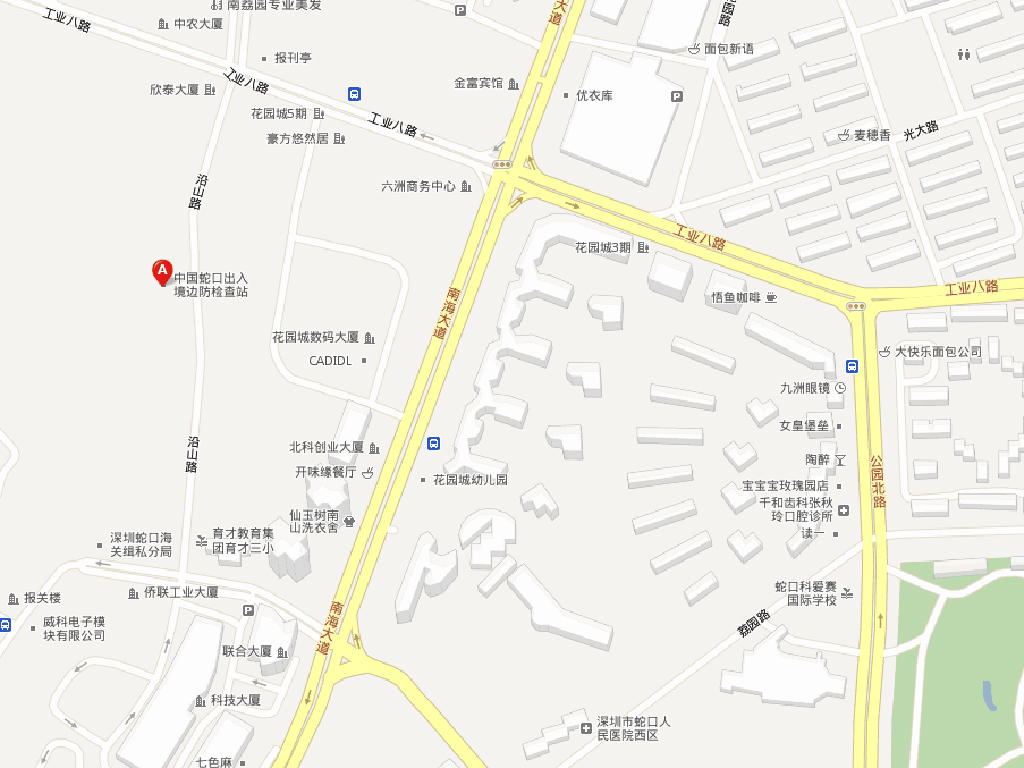 南荔园专业美发
中农大厦
工业八路
大道
面包新语
报刊亭
工业八路
金富宾馆
欣泰大厦
优衣库
花园城5期
豪方悠然居
工业八路
麦穗香
光大路
沿山路
六洲商务中心
工业八路
花园城3期
A
中国蛇口出入
境边防检查站
南海大道
悟鱼咖啡
工业八路
花园城数码大厦
CADIDL
大快乐面包公司
九洲眼镜
女皇堡垒
沿山路
北科创业大厦
开味缘餐厅
花园城幼儿园
陶醉
公园北路
宝宝宝玫瑰园店
千和齿科张秋
玲口腔诊所
读一
仙玉树南
山洗衣舍
育才教育集
团育才三小
深圳蛇口海
关缉私分局
侨联工业大厦
报关楼
威科电子模
块有限公司
南海大道
蛇口科爱赛
国际学校
荔园路
联合大厦
科技大厦
深圳市蛇口人
民医院西区
七色麻